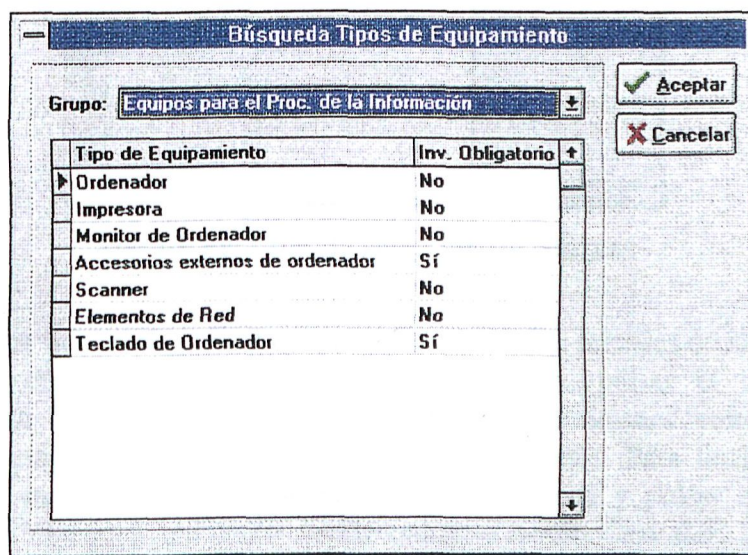 Búsqueda Tipos de Equipamiento
Grupo: Equipos para el Proc. de la Información
Aceptar
Cancelar
Tipo de Equipamiento Inv. Obligatorio
Ordenador No
Impresora No
Monitor de Ordenador No
Accesorios externos de ordenador Sí
Scanner No
Elementos de Red No
Teclado de Ordenador Sí